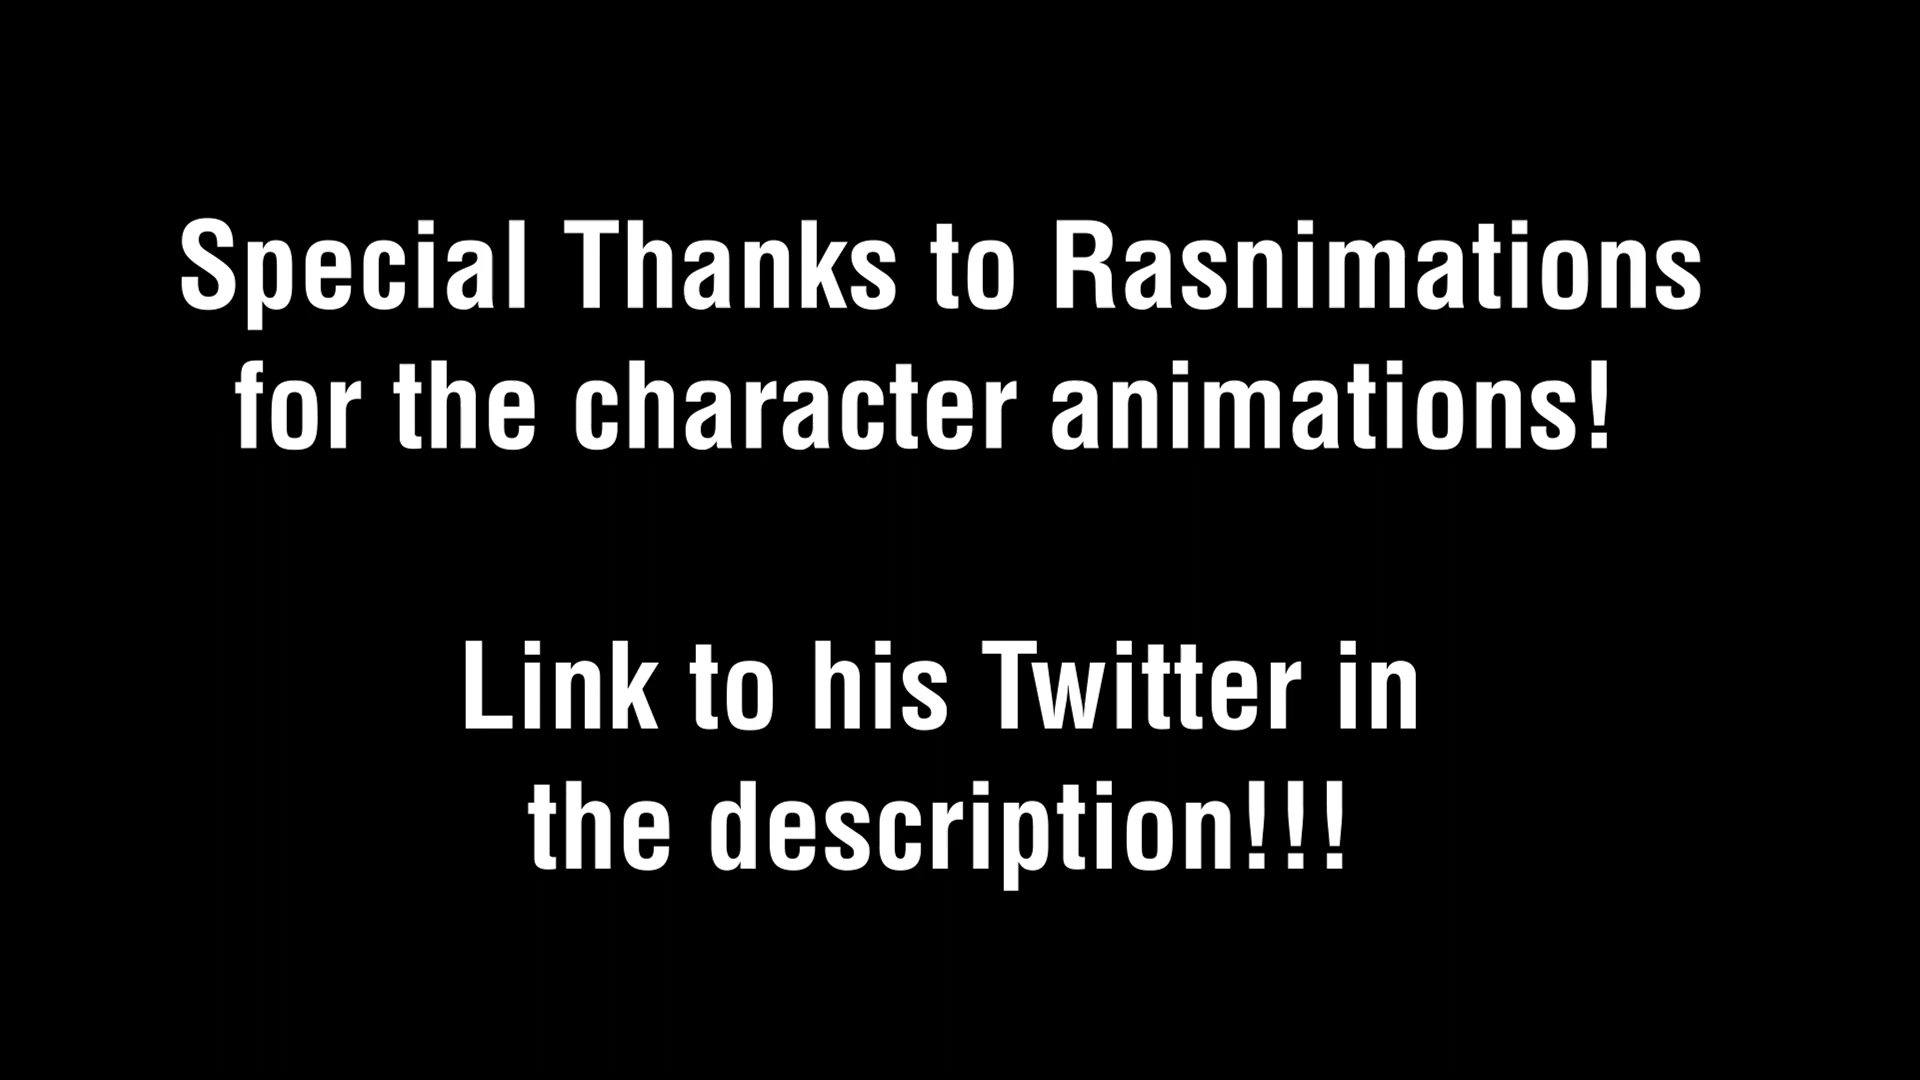 Special Thanks to Rasnimations
for the character animations!
Link to his Twitter in
the description!!!